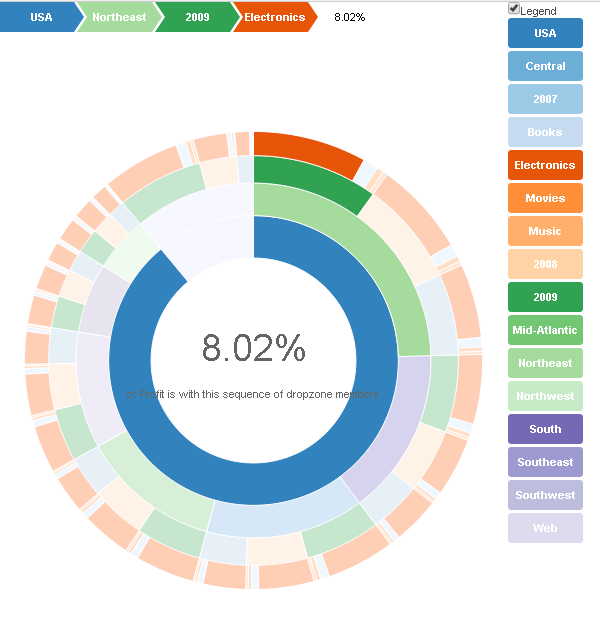 USA Northeast 2009 Electronics 8.02%
Legend
USA
Central
2007
Books
Electronics
Movies
Music
2008
2009
Mid-Atlantic
Northeast
Northwest
South
Southeast
Southwest
Web
8.02%
of Profit is with this sequence of dropzone members